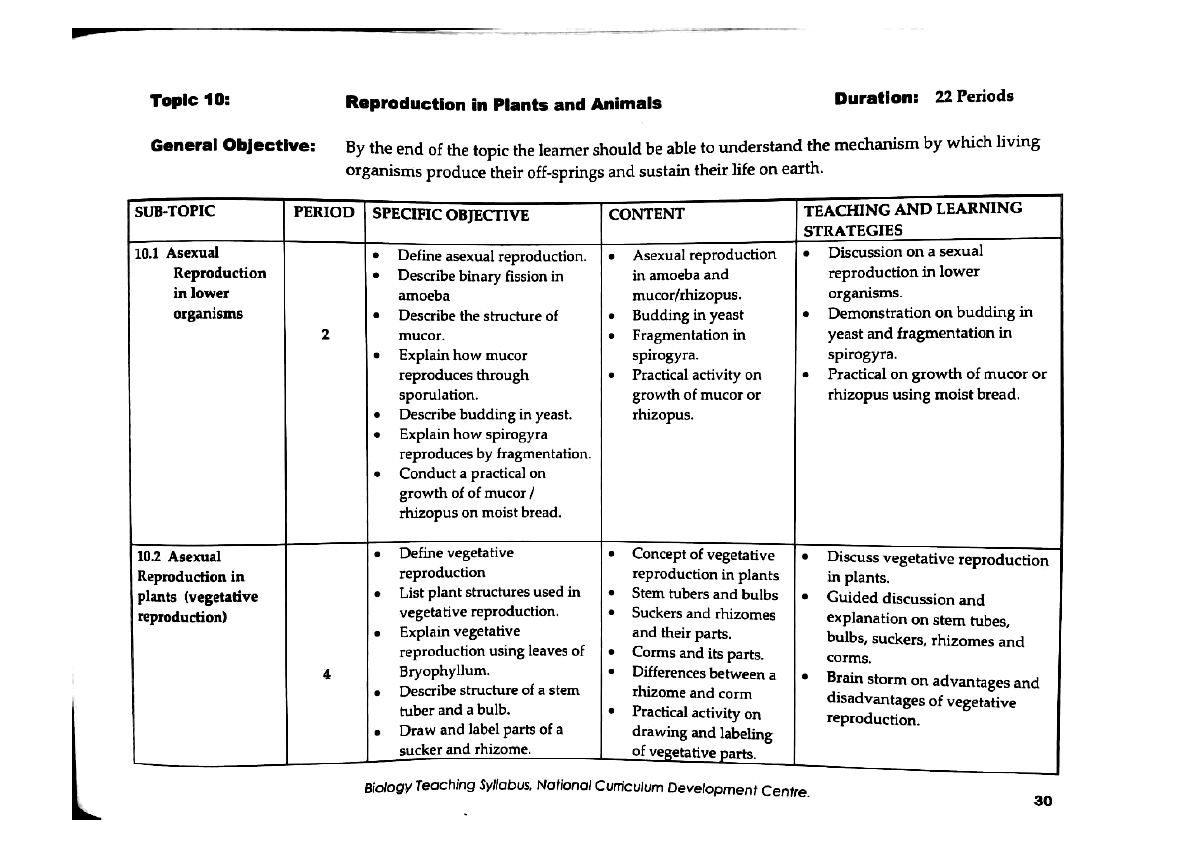 Topic 10: Reproduction in Plants and Animals Duration: 22 Periods
General Objective: By the end of the topic the learner should be able to understand the mechanism by which living
organisms produce their off-springs and sustain their life on earth.
SUB-TOPIC PERIOD SPECIFIC OBJECTIVE CONTENT TEACHING AND LEARNING
STRATEGIES
10.1 Asexual
Reproduction
in lower
organisms
2
• Define asexual reproduction.
• Describe binary fission in
amoeba
• Describe the structure of
mucor.
• Explain how mucor
reproduces through
sporulation.
• Describe budding in yeast.
• Explain how spirogyra
reproduces by fragmentation.
• Conduct a practical on
growth of of mucor /
rhizopus on moist bread.
• Asexual reproduction
in amoeba and
mucor/rhizopus.
• Budding in yeast
• Fragmentation in
spirogyra.
• Practical activity on
growth of mucor or
rhizopus.
• Discussion on a sexual
reproduction in lower
organisms.
• Demonstration on budding in
yeast and fragmentation in
spirogyra.
• Practical on growth of mucor or
rhizopus using moist bread.
10.2 Asexual
Reproduction in
plants (vegetative
reproduction)
4
• Define vegetative
reproduction
• List plant structures used in
vegetative reproduction.
• Explain vegetative
reproduction using leaves of
Bryophyllum.
• Describe structure of a stem
tuber and a bulb.
• Draw and label parts of a
sucker and rhizome.
• Concept of vegetative
reproduction in plants
• Stem tubers and bulbs
• Suckers and rhizomes
and their parts.
• Corms and its parts.
• Differences between a
rhizome and corm
• Practical activity on
drawing and labeling
of vegetative parts.
• Discuss vegetative reproduction
in plants.
• Guided discussion and
explanation on stem tubes,
bulbs, suckers, rhizomes and
corms.
• Brain storm on advantages and
disadvantages of vegetative
reproduction.
Biology Teaching Syllabus, National Curriculum Development Centre.
30